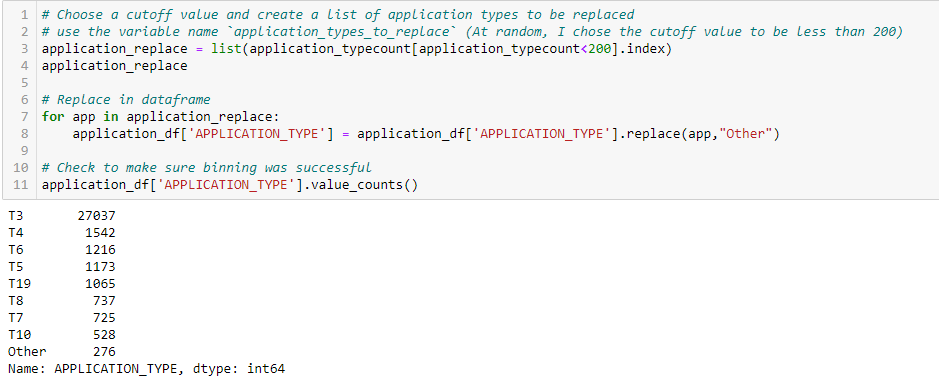 1 # Choose a cutoff value and create a list of application types to be replaced
2 # use the variable name `application_types_to_replace` (At random, I chose the cutoff value to be less than 200)
3 application_replace = list(application_typecount[application_typecount<200].index)
4 application_replace
5
6 # Replace in dataframe
7 for app in application_replace:
8     application_df['APPLICATION_TYPE'] = application_df['APPLICATION_TYPE'].replace(app,"Other")
9
10 # Check to make sure binning was successful
11 application_df['APPLICATION_TYPE'].value_counts()
T3 27037
T4 1542
T6 1216
T5 1173
T19 1065
T8 737
T7 725
T10 528
Other 276
Name: APPLICATION_TYPE, dtype: int64